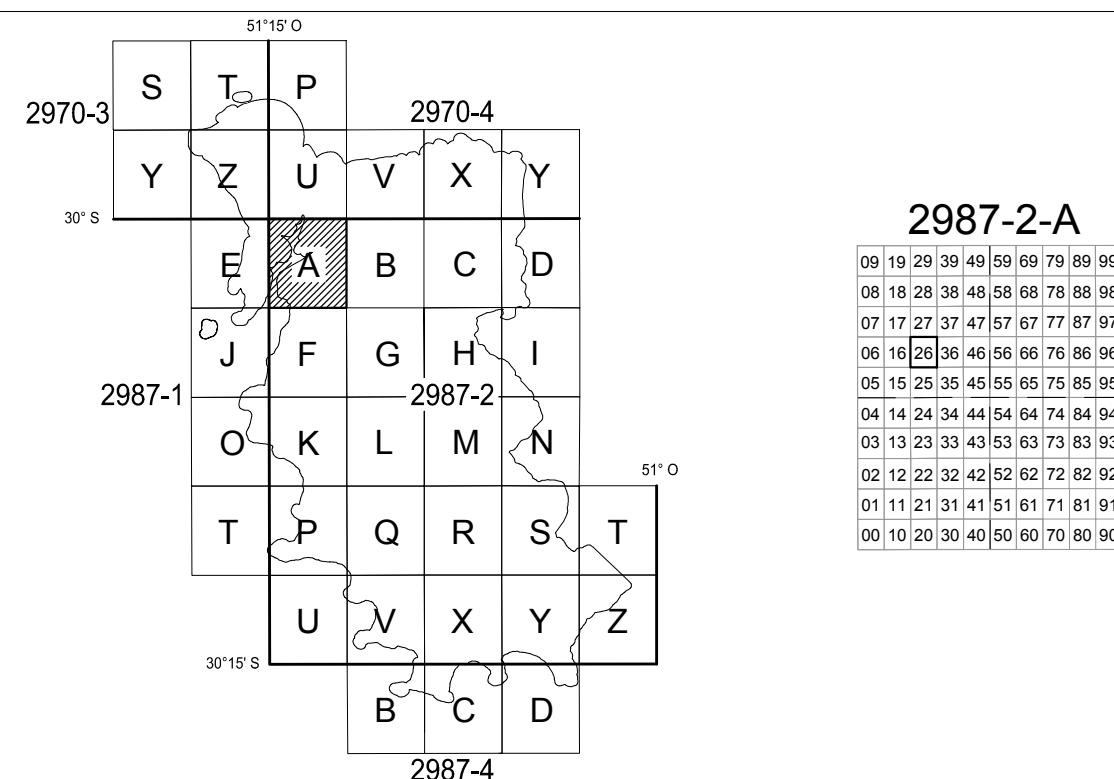 51°15' O
S T P
2970-3 2970-4
Y Z U V X Y
30° S
E A B C D
J F G H I
2987-1 2987-2
O K L M N
51° O
T P Q R S T
U V X Y Z
30°15' S
B C D
2987-4
2987-2-A
09 19 29 39 49 59 69 79 89 99
08 18 28 38 48 58 68 78 88 98
07 17 27 37 47 57 67 77 87 97
06 16 26 36 46 56 66 76 86 96
05 15 25 35 45 55 65 75 85 95
04 14 24 34 44 54 64 74 84 94
03 13 23 33 43 53 63 73 83 93
02 12 22 32 42 52 62 72 82 92
01 11 21 31 41 51 61 71 81 91
00 10 20 30 40 50 60 70 80 90